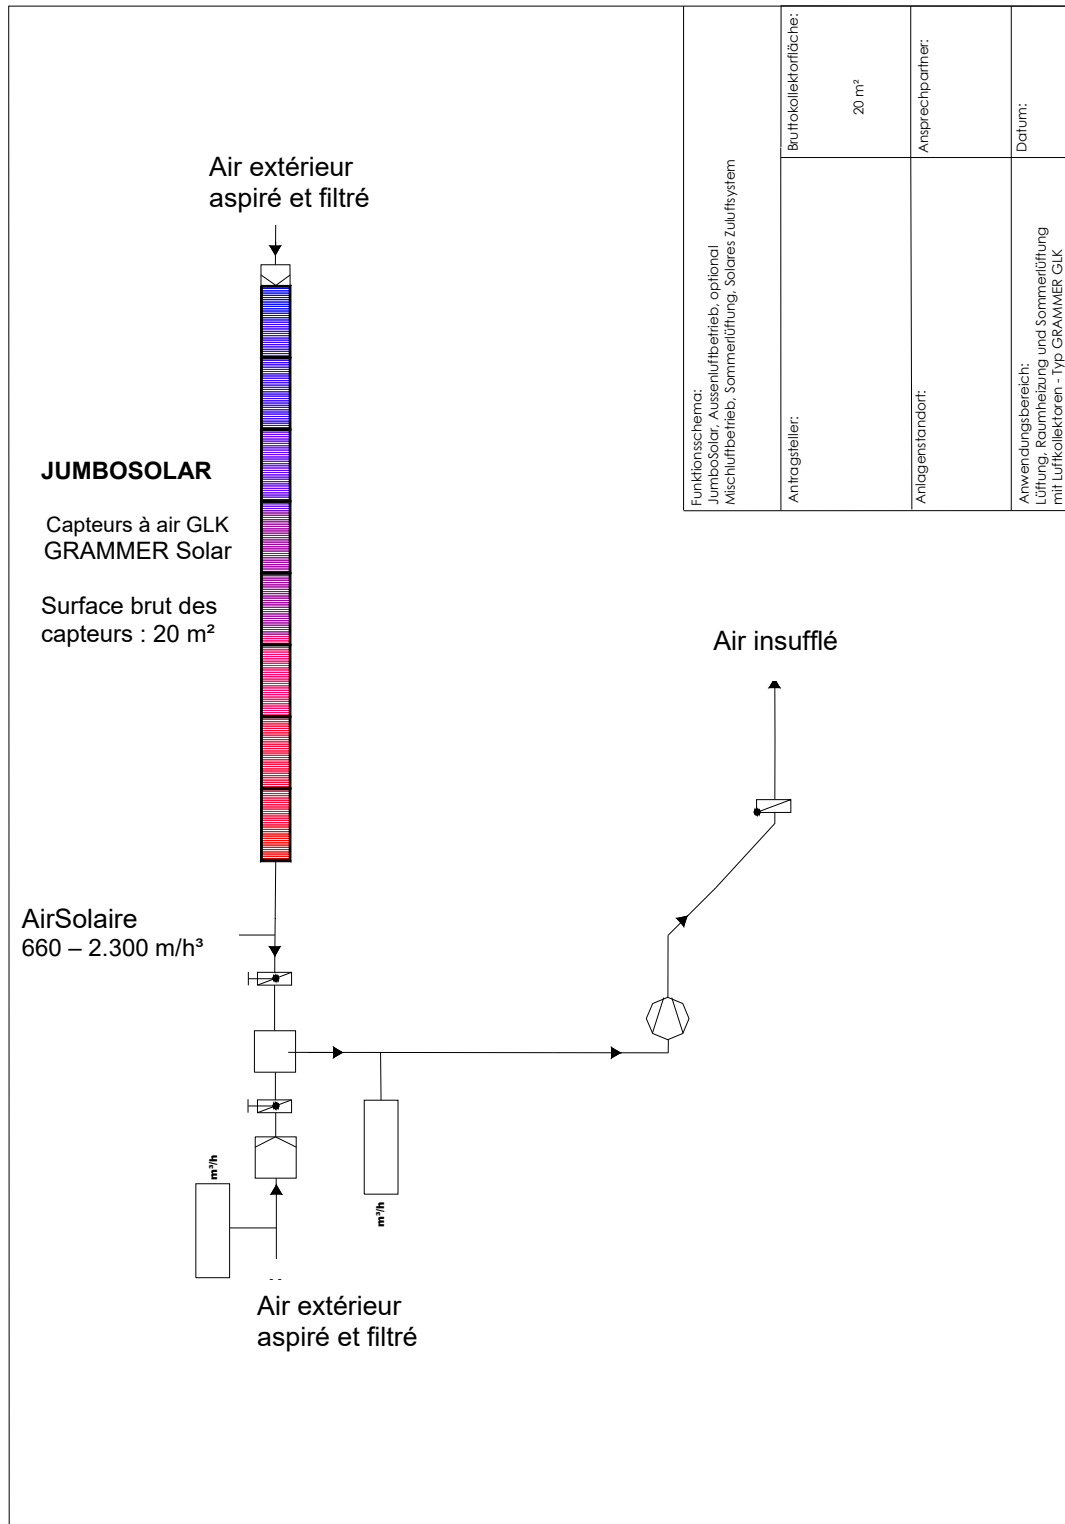 Air extérieur
aspiré et filtré
JUMBOSOLAR
Capteurs à air GLK
GRAMMER Solar
Surface brut des
capteurs : 20 m²
AirSolaire
660 – 2.300 m/h³
m³/h
m³/h
Air extérieur
aspiré et filtré
Air insufflé
Funktionsschema:
JumboSolar, Aussenluftbetrieb, optional
Mischluftbetrieb, Sommerlüftung, Solares Zuluftsystem
Antragsteller:
Bruttokollektorfläche:
20 m²
Anlagenstandort:
Ansprechpartner:
Anwendungsbereich:
Lüftung, Raumheizung und Sommerlüftung
mit Luftkollektoren - Typ GRAMMER GLK
Datum: